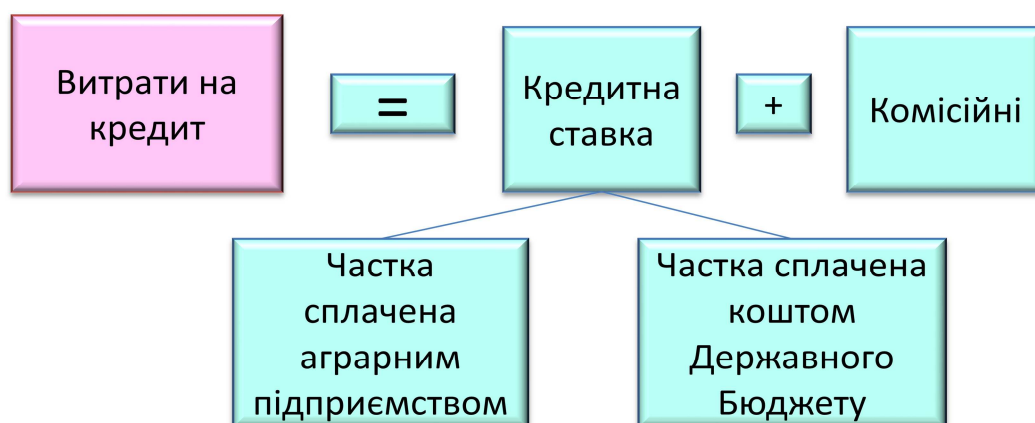 Витрати на
кредит
=
Кредитна
ставка
+
Комісійні
Частка
сплачена
аграрним
підприємством
Частка сплачена
коштом
Державного
Бюджету